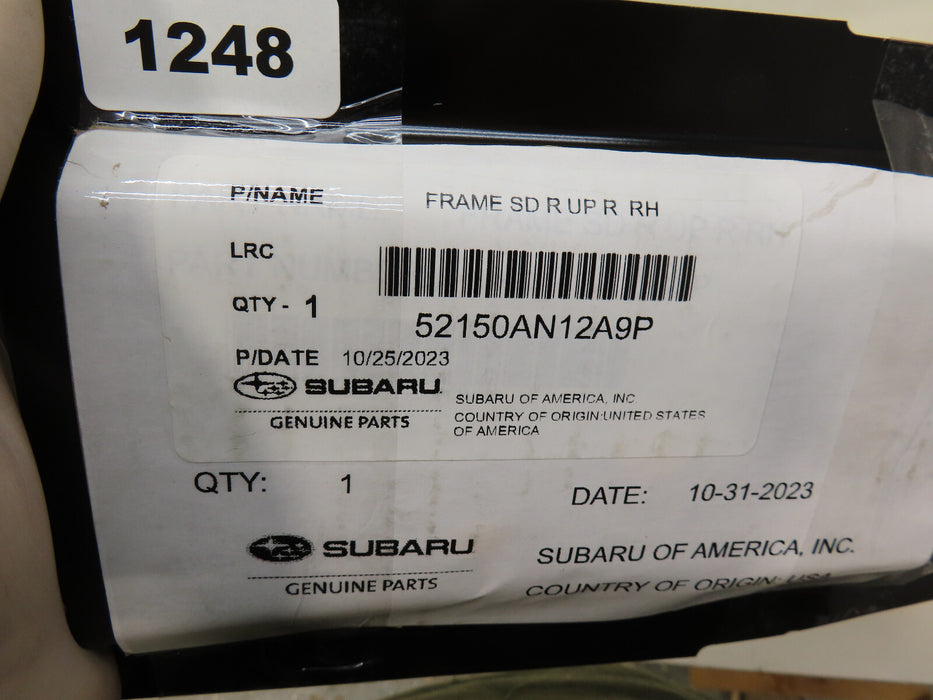 1248
P/NAME FRAME SD R UP R RH
LRC
QTY - 1
52150AN12A9P
P/DATE 10/25/2023
SUBARU
GENUINE PARTS
SUBARU OF AMERICA, INC
COUNTRY OF ORIGIN:UNITED STATES
OF AMERICA
QTY: 1
DATE: 10-31-2023
SUBARU
GENUINE PARTS
SUBARU OF AMERICA, INC.
COUNTRY OF ORIGIN: USA